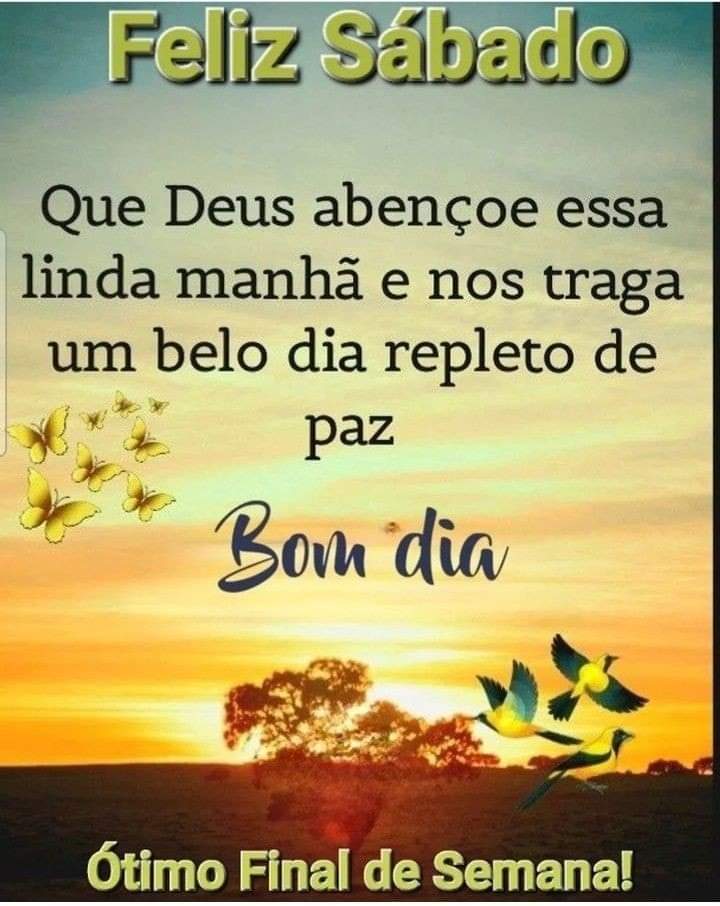 Feliz Sábado
Que Deus abençoe essa
linda manhã e nos traga
um belo dia repleto de
paz
Bom dia
Ótimo Final de Semana!